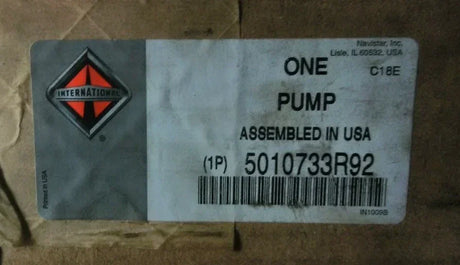 Navistar, Inc.
Lisle, IL 60532, USA
ONE
C18E
PUMP
INTERNATIONAL
®
ASSEMBLED IN USA
(1P) 5010733R92
Printed in USA
IN1009B